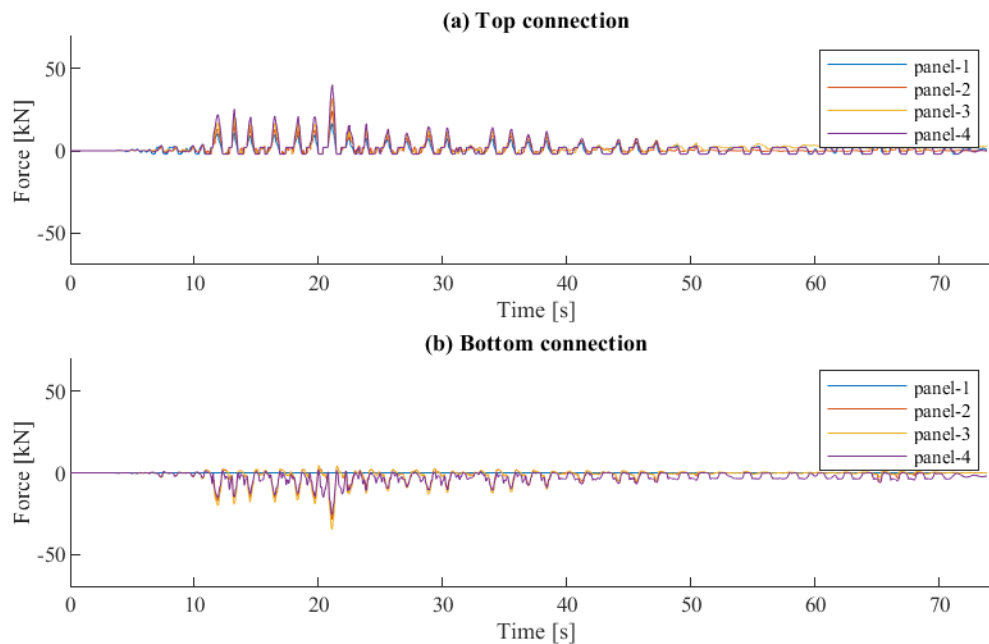 (a) Top connection
50
0
-50
Force [kN]
panel-1
panel-2
panel-3
panel-4
0 10 20 30 40 50 60 70
Time [s]
(b) Bottom connection
50
0
-50
Force [kN]
panel-1
panel-2
panel-3
panel-4
0 10 20 30 40 50 60 70
Time [s]